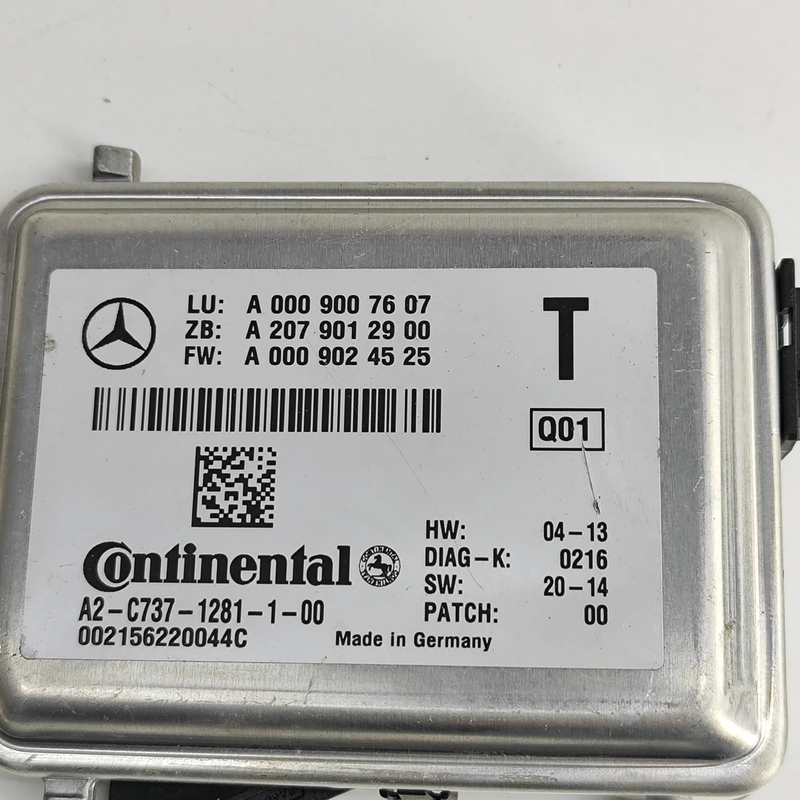 LU: A 000 900 76 07
ZB: A 207 901 29 00
FW: A 000 902 45 25
T
Q01
Continental
HW: 04-13
DIAG-K: 0216
SW: 20-14
PATCH: 00
A2-C737-1281-1-00
002156220044C
Made in Germany